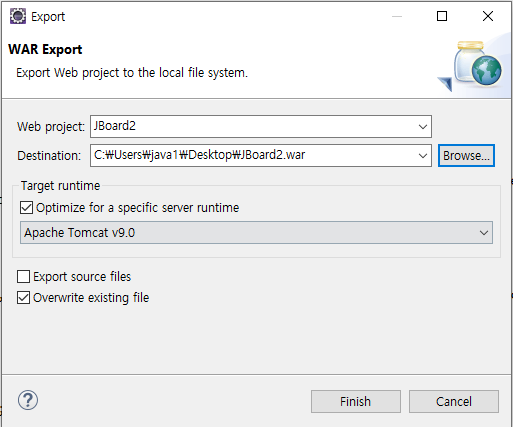 Export
WAR Export
Export Web project to the local file system.
Web project: JBoard2
Destination: C:₩Users₩java1₩Desktop₩JBoard2.war Browse...
Target runtime
Optimize for a specific server runtime
Apache Tomcat v9.0
Export source files
Overwrite existing file
? Finish Cancel